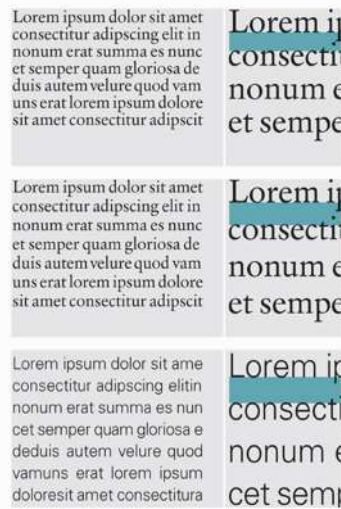 Lorem ipsum dolor sit amet
consectitur adipscing elit in
nonum erat summa es nunc
et semper quam gloriosa de
duis autem velure quod vam
uns erat lorem ipsum dolore
sit amet consectitur adipscit
Lorem ip
consectit
nonum e
et sempe
Lorem ipsum dolor sit amet
consectitur adipscing elit in
nonum erat summa es nunc
et semper quam gloriosa de
duis autem velure quod vam
uns erat lorem ipsum dolore
sit amet consectitur adipscit
Lorem ip
consectit
nonum e
et sempe
Lorem ipsum dolor sit ame
consectitur adipscing elitin
nonum erat summa es nun
cet semper quam gloriosa e
deduis autem velure quod
vamuns erat lorem ipsum
doloresit amet consectitura
Lorem ip
consecti
nonum e
cet semp